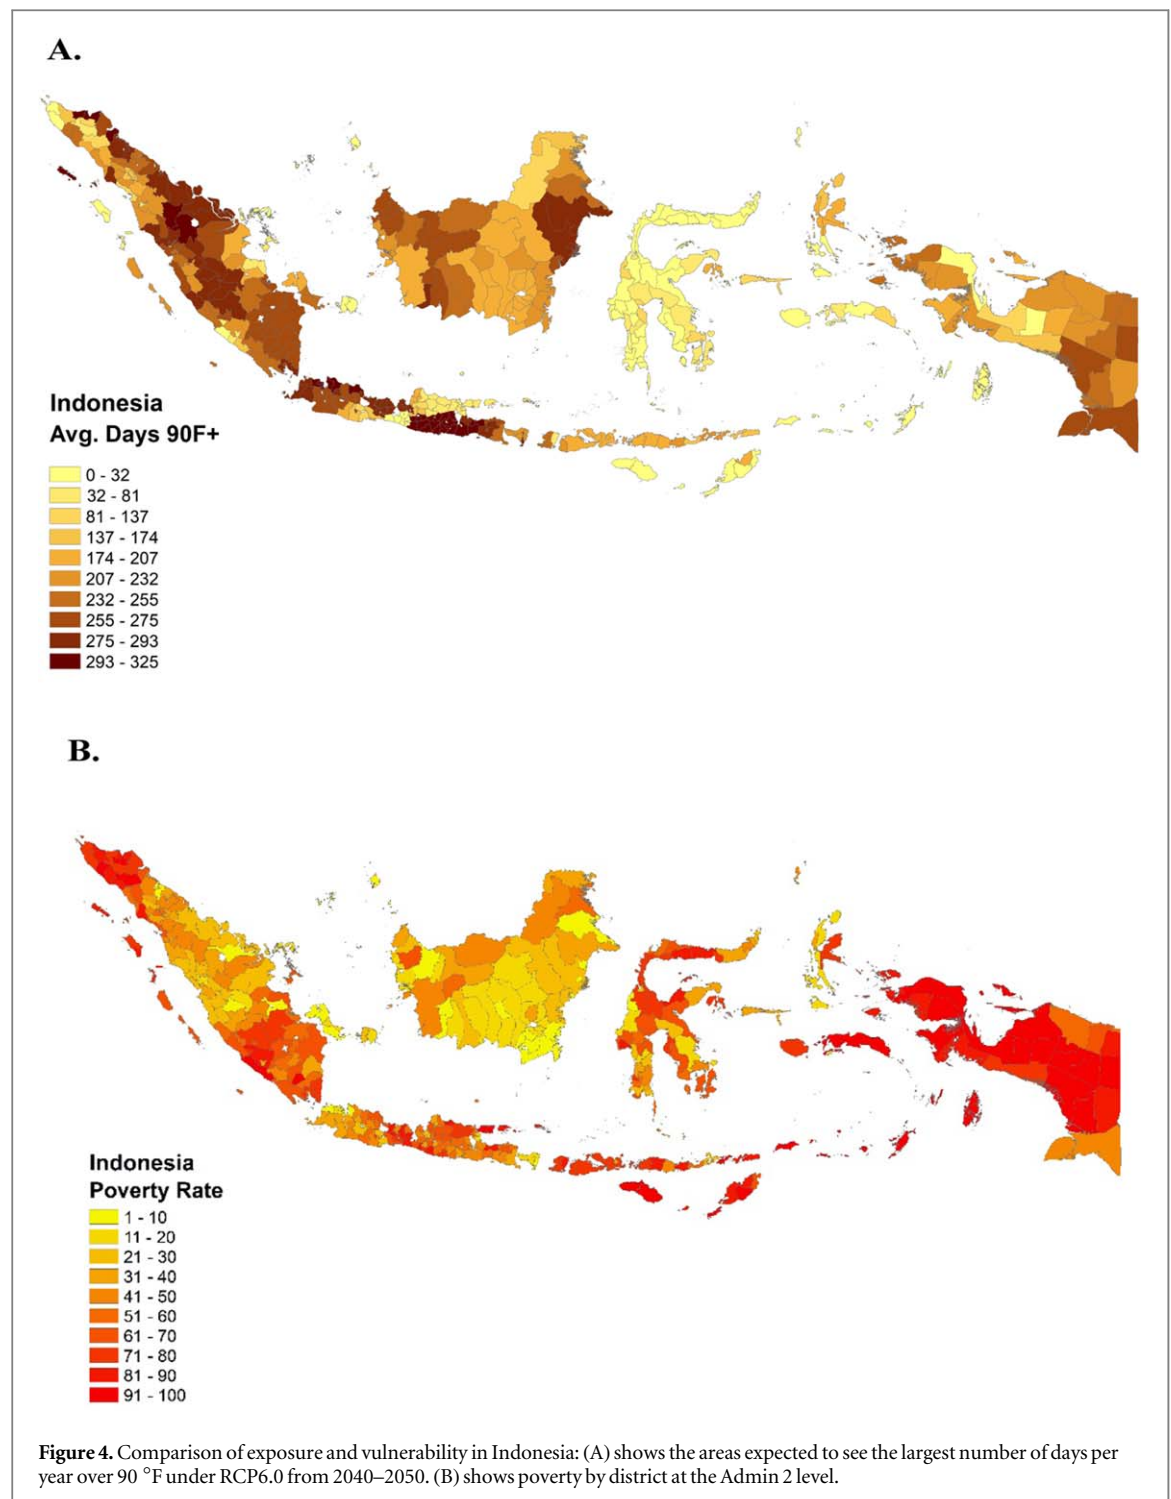 A.
Indonesia
Avg. Days 90F+
0 - 32
32 - 81
81 - 137
137 - 174
174 - 207
207 - 232
232 - 255
255 - 275
275 - 293
293 - 325
B.
Indonesia
Poverty Rate
1 - 10
11 - 20
21 - 30
31 - 40
41 - 50
51 - 60
61 - 70
71 - 80
81 - 90
91 - 100
Figure 4. Comparison of exposure and vulnerability in Indonesia: (A) shows the areas expected to see the largest number of days per
year over 90 °F under RCP6.0 from 2040–2050. (B) shows poverty by district at the Admin 2 level.